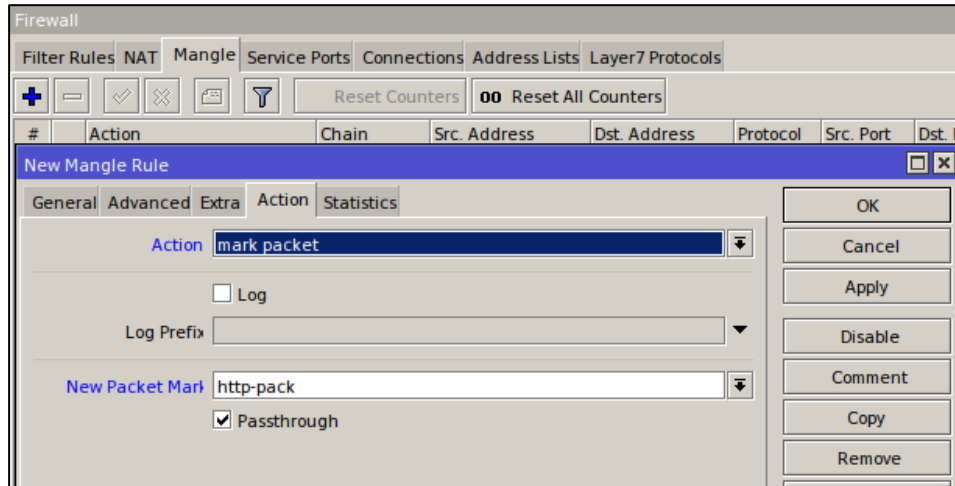 Firewall
Filter Rules NAT Mangle Service Ports Connections Address Lists Layer7 Protocols
Reset Counters 00 Reset All Counters
# Action Chain Src. Address Dst. Address Protocol Src. Port Dst.
New Mangle Rule
General Advanced Extra Action Statistics
OK
Action mark packet
Cancel
Log
Apply
Log Prefix
Disable
New Packet Mark http-pack
Comment
Passthrough
Copy
Remove